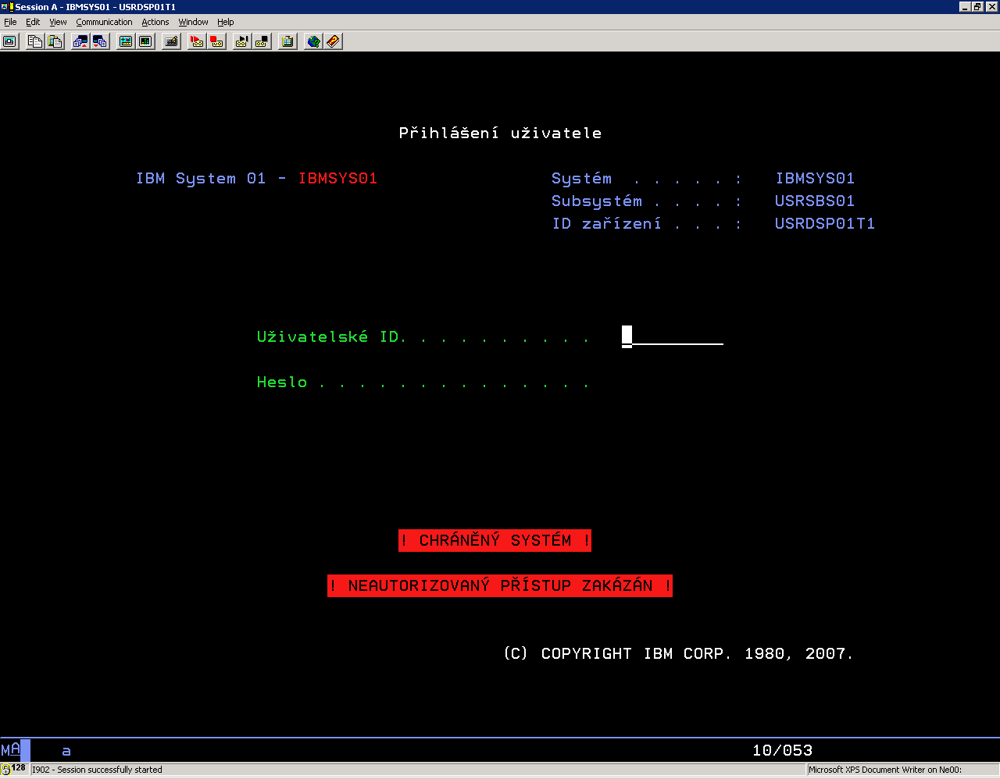 Session A - IBMSYS01 - USRDSP01T1
File Edit View Communication Actions Window Help
Přihlášení uživatele
IBM System 01 - IBMSYS01 Systém . . . . . : IBMSYS01
Subsystém . . . . : USRSBS01
ID zařízení . . . : USRDSP01T1
Uživatelské ID. . . . . . . . . .
Heslo . . . . . . . . . . . . . .
! CHRÁNĚNÝ SYSTÉM !
! NEAUTORIZOVANÝ PŘÍSTUP ZAKÁZÁN !
(C) COPYRIGHT IBM CORP. 1980, 2007.
MA a 10/053
128 I902 - Session successfully started Microsoft XPS Document Writer on Ne00: